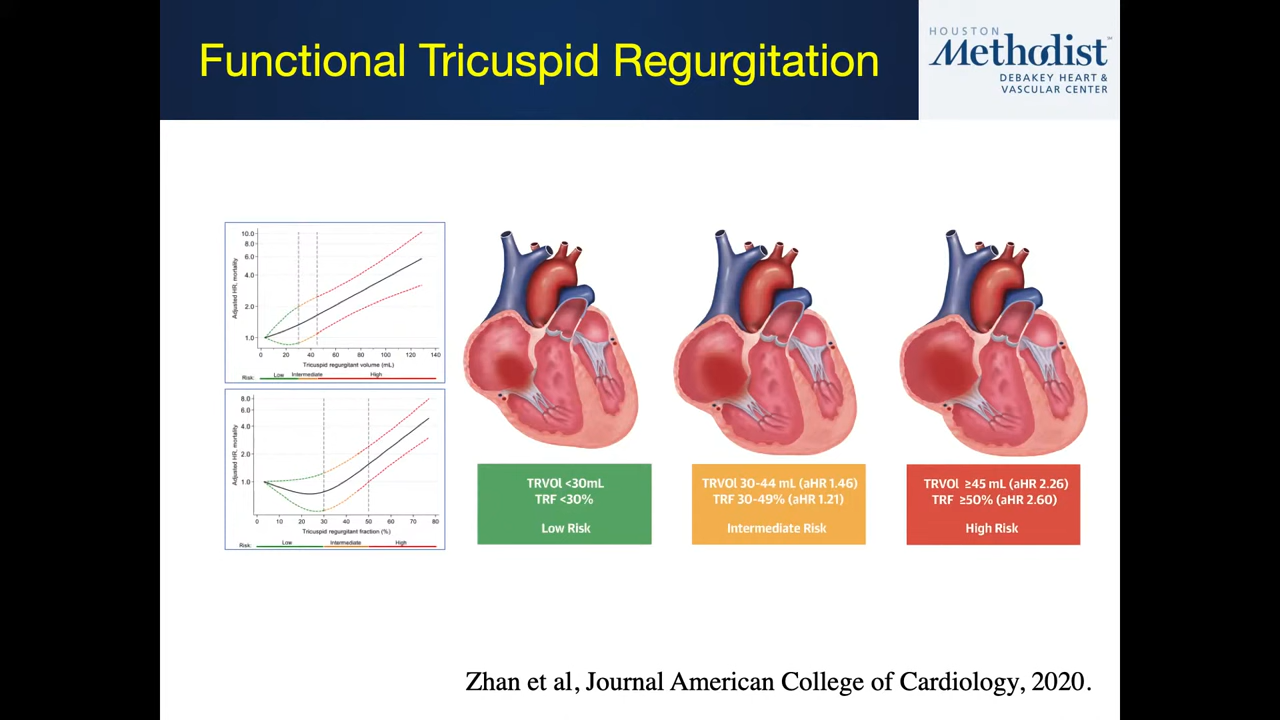 Functional Tricuspid Regurgitation
HOUSTON
Methodist
DEBAKEY HEART &
VASCULAR CENTER
Adjusted HR, mortality
10.0
8.0
6.0
4.0
2.0
1.0
0 20 40 60 80 100 120 140
Tricuspid regurgitant volume (mL)
Risk: Low Intermediate High
Adjusted HR, mortality
8.0
6.0
4.0
2.0
1.0
0 10 20 30 40 50 60 70 80
Tricuspid regurgitant fraction (%)
Risk: Low Intermediate High
TRVOl <30mL
TRF <30%
Low Risk
TRVOl 30-44 mL (aHR 1.46)
TRF 30-49% (aHR 1.21)
Intermediate Risk
TRVOl ≥45 mL (aHR 2.26)
TRF ≥50% (aHR 2.60)
High Risk
Zhan et al, Journal American College of Cardiology, 2020.